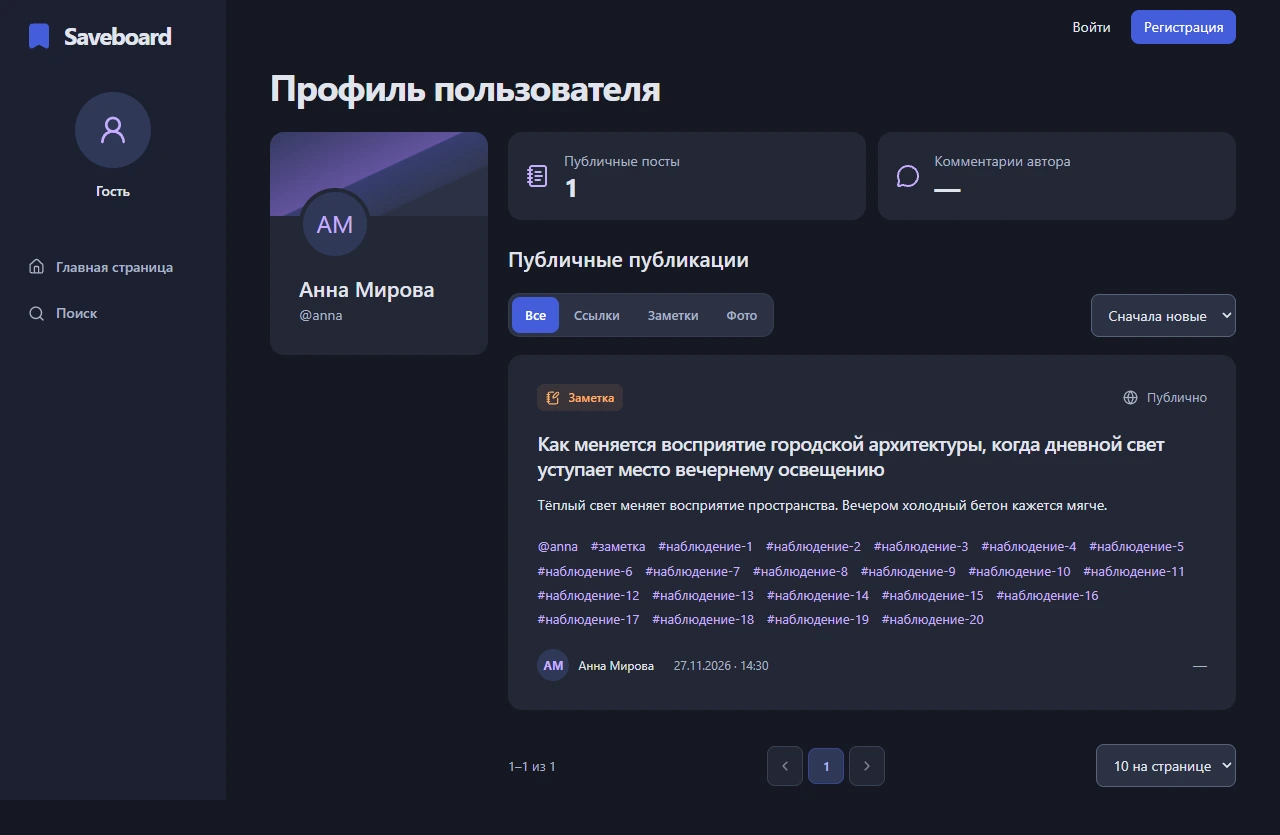 Saveboard
Войти
Регистрация
Гость
Главная страница
Поиск
Профиль пользователя
АМ
Анна Мирова
@anna
Публичные посты
1
Комментарии автора
—
Публичные публикации
Все
Ссылки
Заметки
Фото
Сначала новые
Заметка
Публично
Как меняется восприятие городской архитектуры, когда дневной свет
уступает место вечернему освещению
Тёплый свет меняет восприятие пространства. Вечером холодный бетон кажется мягче.
@anna #заметка #наблюдение-1 #наблюдение-2 #наблюдение-3 #наблюдение-4 #наблюдение-5
#наблюдение-6 #наблюдение-7 #наблюдение-8 #наблюдение-9 #наблюдение-10 #наблюдение-11
#наблюдение-12 #наблюдение-13 #наблюдение-14 #наблюдение-15 #наблюдение-16
#наблюдение-17 #наблюдение-18 #наблюдение-19 #наблюдение-20
АМ Анна Мирова 27.11.2026 · 14:30 —
1–1 из 1
1
10 на странице